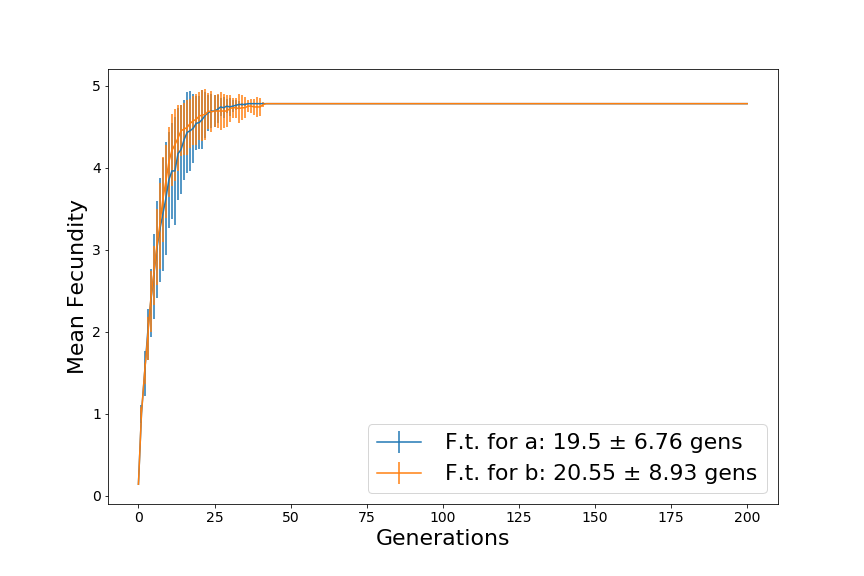 5
4
3
2
1
0
Mean Fecundity
F.t. for a: 19.5 ± 6.76 gens
F.t. for b: 20.55 ± 8.93 gens
0 25 50 75 100 125 150 175 200
Generations